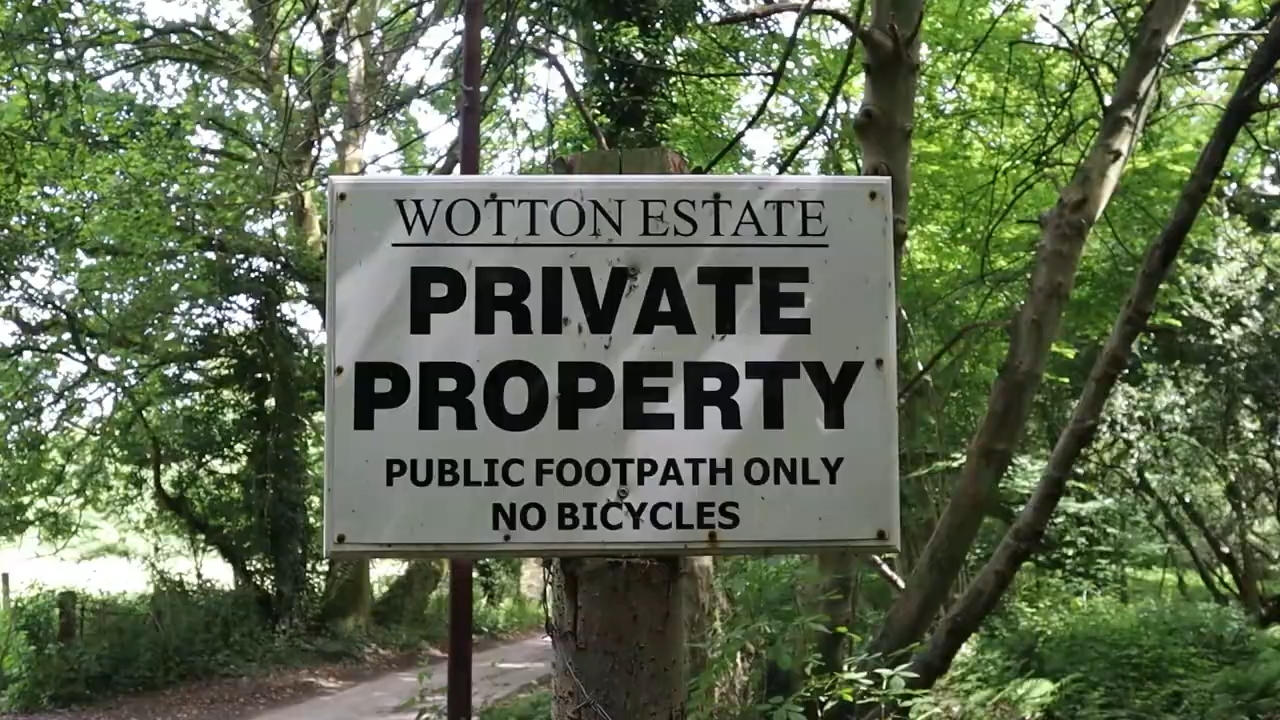 WOTTON ESTATE
PRIVATE
PROPERTY
PUBLIC FOOTPATH ONLY
NO BICYCLES